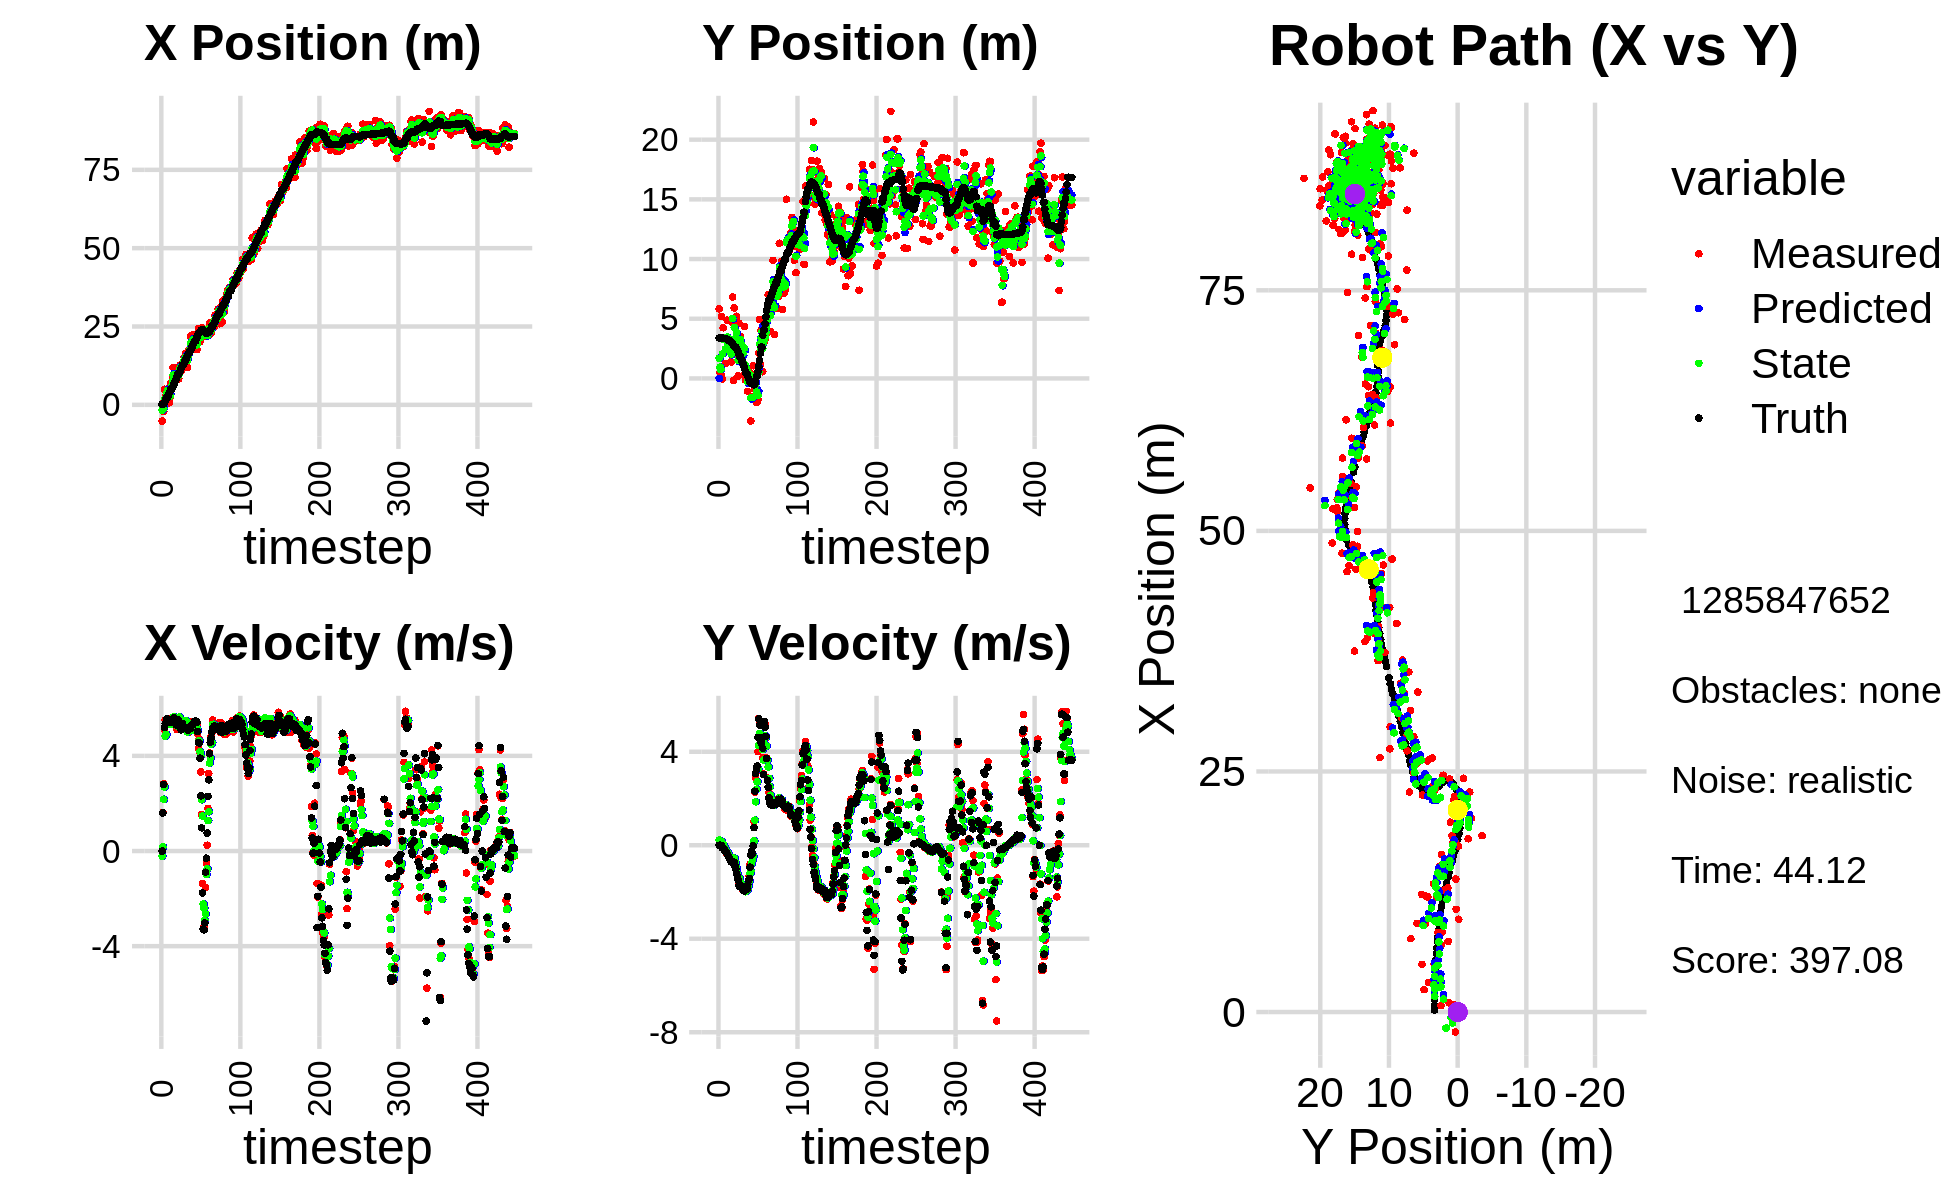 X Position (m)
75
50
25
0
0
100
200
300
400
timestep
Y Position (m)
20
15
10
5
0
0
100
200
300
400
timestep
X Velocity (m/s)
4
0
-4
0
100
200
300
400
timestep
Y Velocity (m/s)
4
0
-4
-8
0
100
200
300
400
timestep
Robot Path (X vs Y)
X Position (m)
75
50
25
0
20 10 0 -10 -20
Y Position (m)
variable
Measured
Predicted
State
Truth
1285847652
Obstacles: none
Noise: realistic
Time: 44.12
Score: 397.08